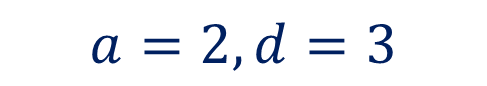 a = 2, d = 3